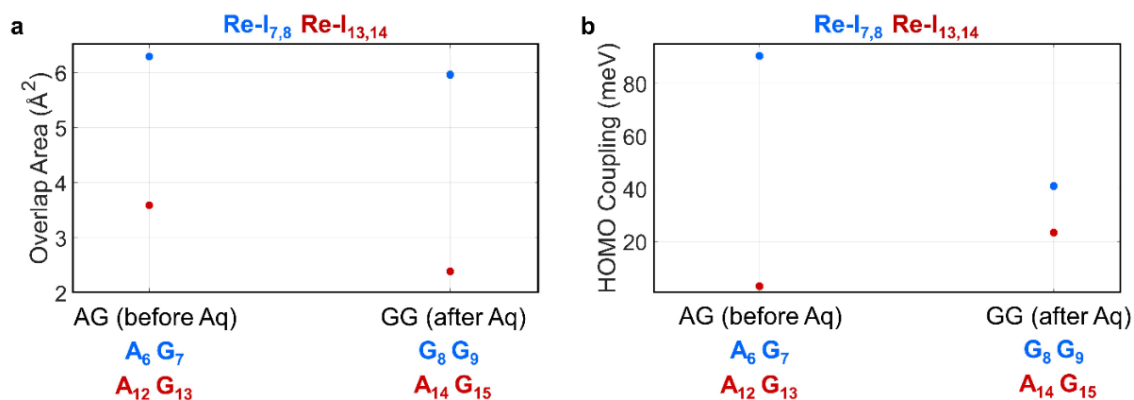 a
Re-I7,8 Re-I13,14
Overlap Area (Å2)
6
5
4
3
2
AG (before Aq) GG (after Aq)
A6 G7 G8 G9
A12 G13 A14 G15
b
Re-I7,8 Re-I13,14
HOMO Coupling (meV)
80
60
40
20
AG (before Aq) GG (after Aq)
A6 G7 G8 G9
A12 G13 A14 G15